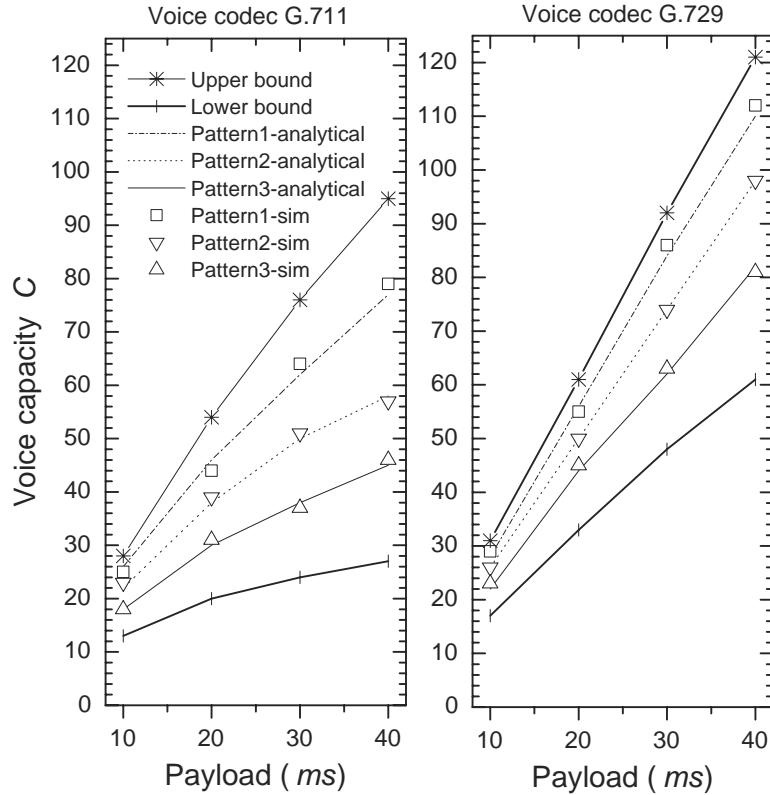 Voice codec G.711
Voice codec G.729
Voice capacity C
120
110
100
90
80
70
60
50
40
30
20
10
0
Upper bound
Lower bound
Pattern1-analytical
Pattern2-analytical
Pattern3-analytical
Pattern1-sim
Pattern2-sim
Pattern3-sim
10 20 30 40
Payload ( ms)
120
110
100
90
80
70
60
50
40
30
20
10
0
10 20 30 40
Payload ( ms)